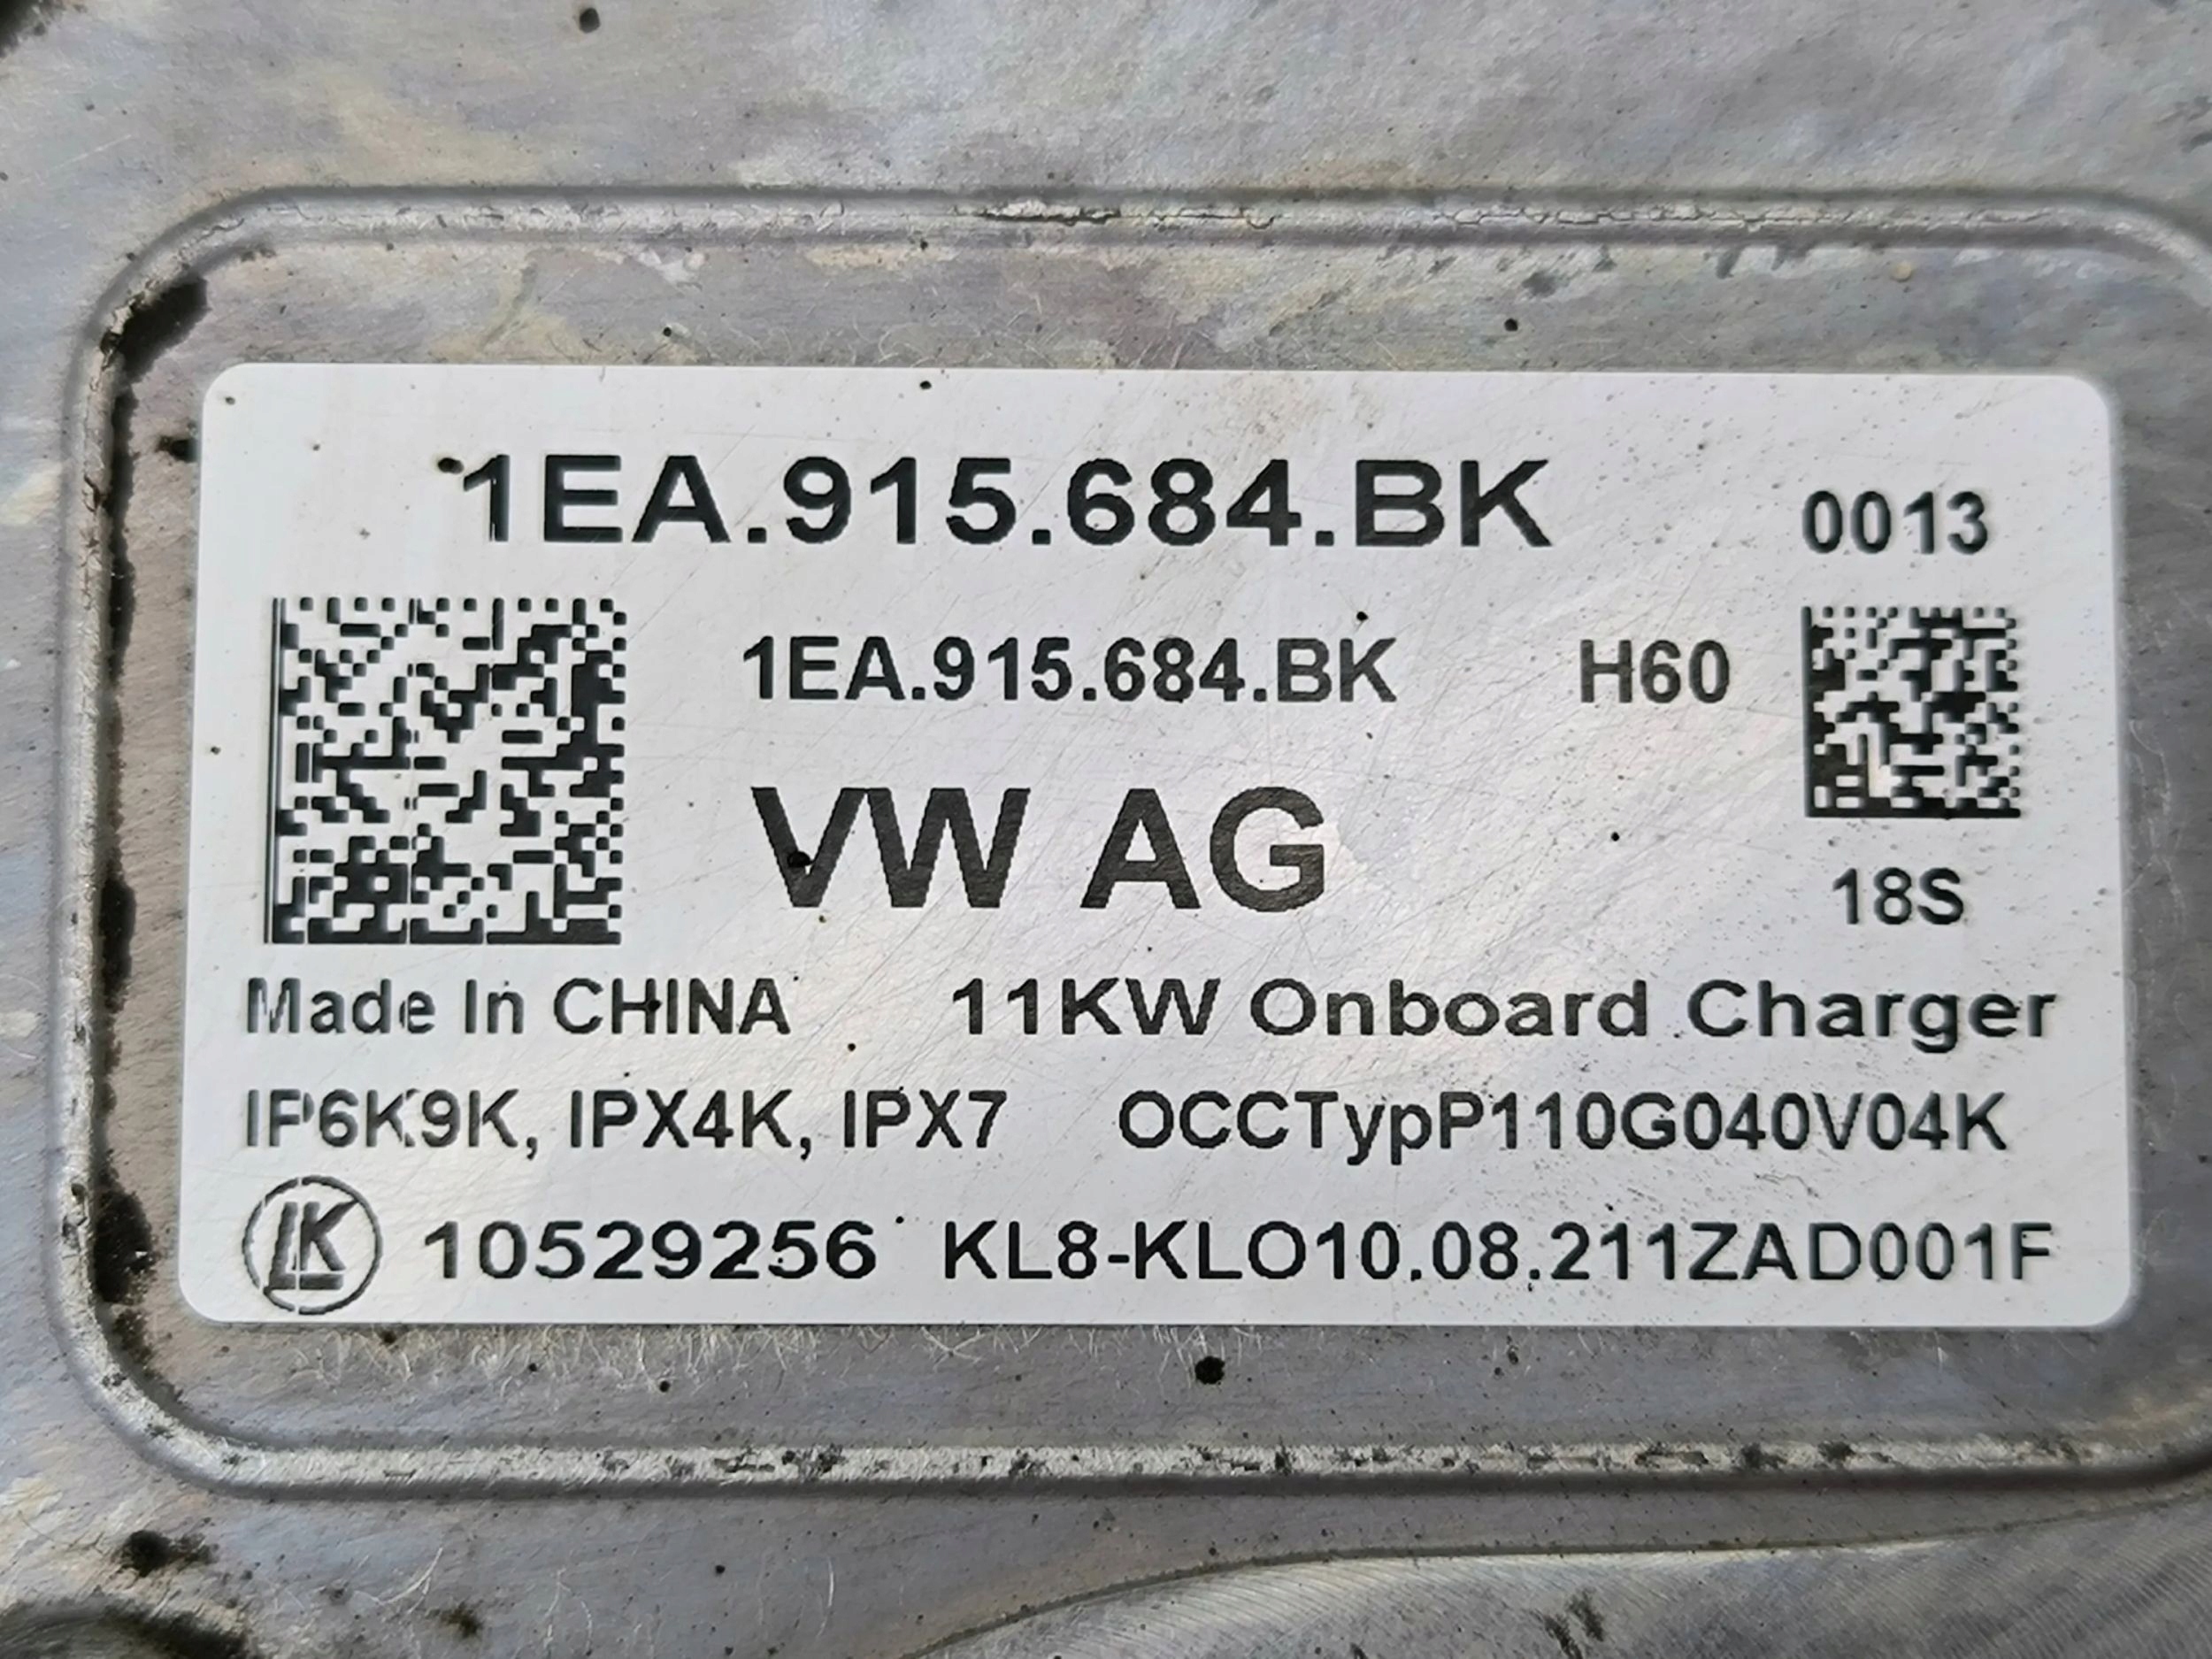 1EA.915.684.BK 0013
1EA.915.684.BK H60
VW AG
18S
Made In CHINA 11KW Onboard Charger
IP6K9K, IPX4K, IPX7 OCCTypP110G040V04K
LK 10529256 KL8-KLO10.08.211ZAD001F